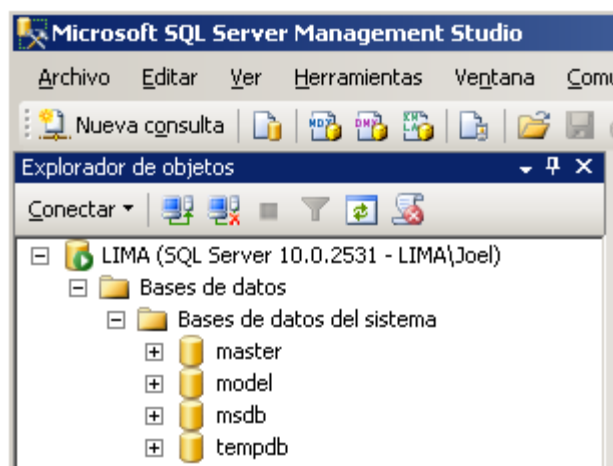 Microsoft SQL Server Management Studio
Archivo Editar Ver Herramientas Ventana Comu
Nueva consulta
Explorador de objetos
Conectar
LIMA (SQL Server 10.0.2531 - LIMA\Joel)
Bases de datos
Bases de datos del sistema
master
model
msdb
tempdb